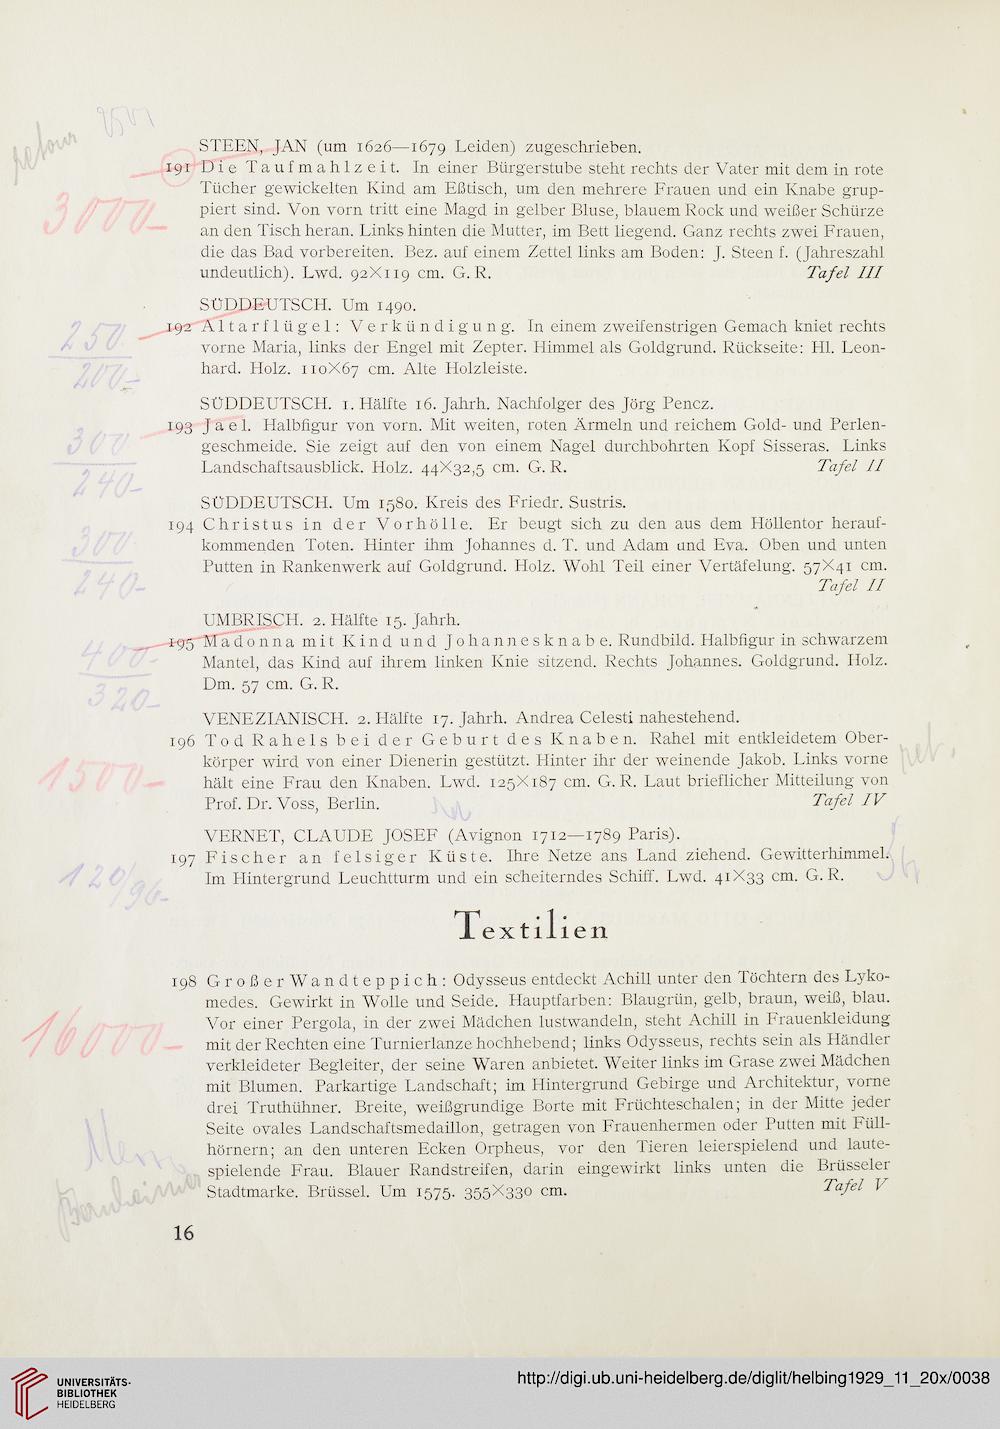 retour
STEEN, JAN (um 1626—1679 Leiden) zugeschrieben.
191 Die Taufmahlzeit. In einer Bürgerstube steht rechts der Vater mit dem in rote
Tücher gewickelten Kind am Eßtisch, um den mehrere Frauen und ein Knabe grup-
3000-
piert sind. Von vorn tritt eine Magd in gelber Bluse, blauem Rock und weißer Schürze
an den Tisch heran. Links hinten die Mutter, im Bett liegend. Ganz rechts zwei Frauen,
die das Bad vorbereiten. Bez. auf einem Zettel links am Boden: J. Steen f. (Jahreszahl
undeutlich). Lwd. 92×119 cm. G. R. Tafel III
SÜDDEUTSCH. Um 1490.
250
192 Altarflügel: Verkündigung. In einem zweifenstrigen Gemach kniet rechts
vorne Maria, links der Engel mit Zepter. Himmel als Goldgrund. Rückseite: Hl. Leon-
200-
hard. Holz. 110×67 cm. Alte Holzleiste.
SÜDDEUTSCH. 1. Hälfte 16. Jahrh. Nachfolger des Jörg Pencz.
300
193 Jael. Halbfigur von vorn. Mit weiten, roten Ärmeln und reichem Gold- und Perlen-
geschmeide. Sie zeigt auf den von einem Nagel durchbohrten Kopf Sisseras. Links
Landschaftsausblick. Holz. 44×32,5 cm. G. R. Tafel II
240-
SÜDDEUTSCH. Um 1580. Kreis des Friedr. Sustris.
194 Christus in der Vorhölle. Er beugt sich zu den aus dem Höllentor herauf-
300
kommenden Toten. Hinter ihm Johannes d. T. und Adam und Eva. Oben und unten
Putten in Rankenwerk auf Goldgrund. Holz. Wohl Teil einer Vertäfelung. 57×41 cm.
240-
Tafel II
UMBRISCH. 2. Hälfte 15. Jahrh.
195 Madonna mit Kind und Johannesknabe. Rundbild. Halbfigur in schwarzem
400-
Mantel, das Kind auf ihrem linken Knie sitzend. Rechts Johannes. Goldgrund. Holz.
Dm. 57 cm. G. R.
320-
VENEZIANISCH. 2. Hälfte 17. Jahrh. Andrea Celesti nahestehend.
196 Tod Rahels bei der Geburt des Knaben. Rahel mit entkleidetem Ober-
körper wird von einer Dienerin gestützt. Hinter ihr der weinende Jakob. Links vorne
ret.
1500-
hält eine Frau den Knaben. Lwd. 125×187 cm. G. R. Laut brieflicher Mitteilung von
Prof. Dr. Voss, Berlin. Tafel IV
VERNET, CLAUDE JOSEF (Avignon 1712—1789 Paris).
197 Fischer an felsiger Küste. Ihre Netze ans Land ziehend. Gewitterhimmel.
120/96-
Im Hintergrund Leuchtturm und ein scheiterndes Schiff. Lwd. 41×33 cm. G. R.
Textilien
198 Großer Wandteppich: Odysseus entdeckt Achill unter den Töchtern des Lyko-
medes. Gewirkt in Wolle und Seide. Hauptfarben: Blaugrün, gelb, braun, weiß, blau.
Vor einer Pergola, in der zwei Mädchen lustwandeln, steht Achill in Frauenkleidung
16000-
mit der Rechten eine Turnierlanze hochhebend; links Odysseus, rechts sein als Händler
verkleideter Begleiter, der seine Waren anbietet. Weiter links im Grase zwei Mädchen
mit Blumen. Parkartige Landschaft; im Hintergrund Gebirge und Architektur, vorne
drei Truthühner. Breite, weißgrundige Borte mit Früchteschalen; in der Mitte jeder
Seite ovales Landschaftsmedaillon, getragen von Frauenhermen oder Putten mit Füll-
hörnern; an den unteren Ecken Orpheus, vor den Tieren leierspielend und laute-
spielende Frau. Blauer Randstreifen, darin eingewirkt links unten die Brüsseler
Bernheimer
Stadtmarke. Brüssel. Um 1575. 355×330 cm. Tafel V
16
UNIVERSITÄTS-
BIBLIOTHEK
HEIDELBERG
http://digi.ub.uni-heidelberg.de/diglit/helbing1929_11_20x/0038